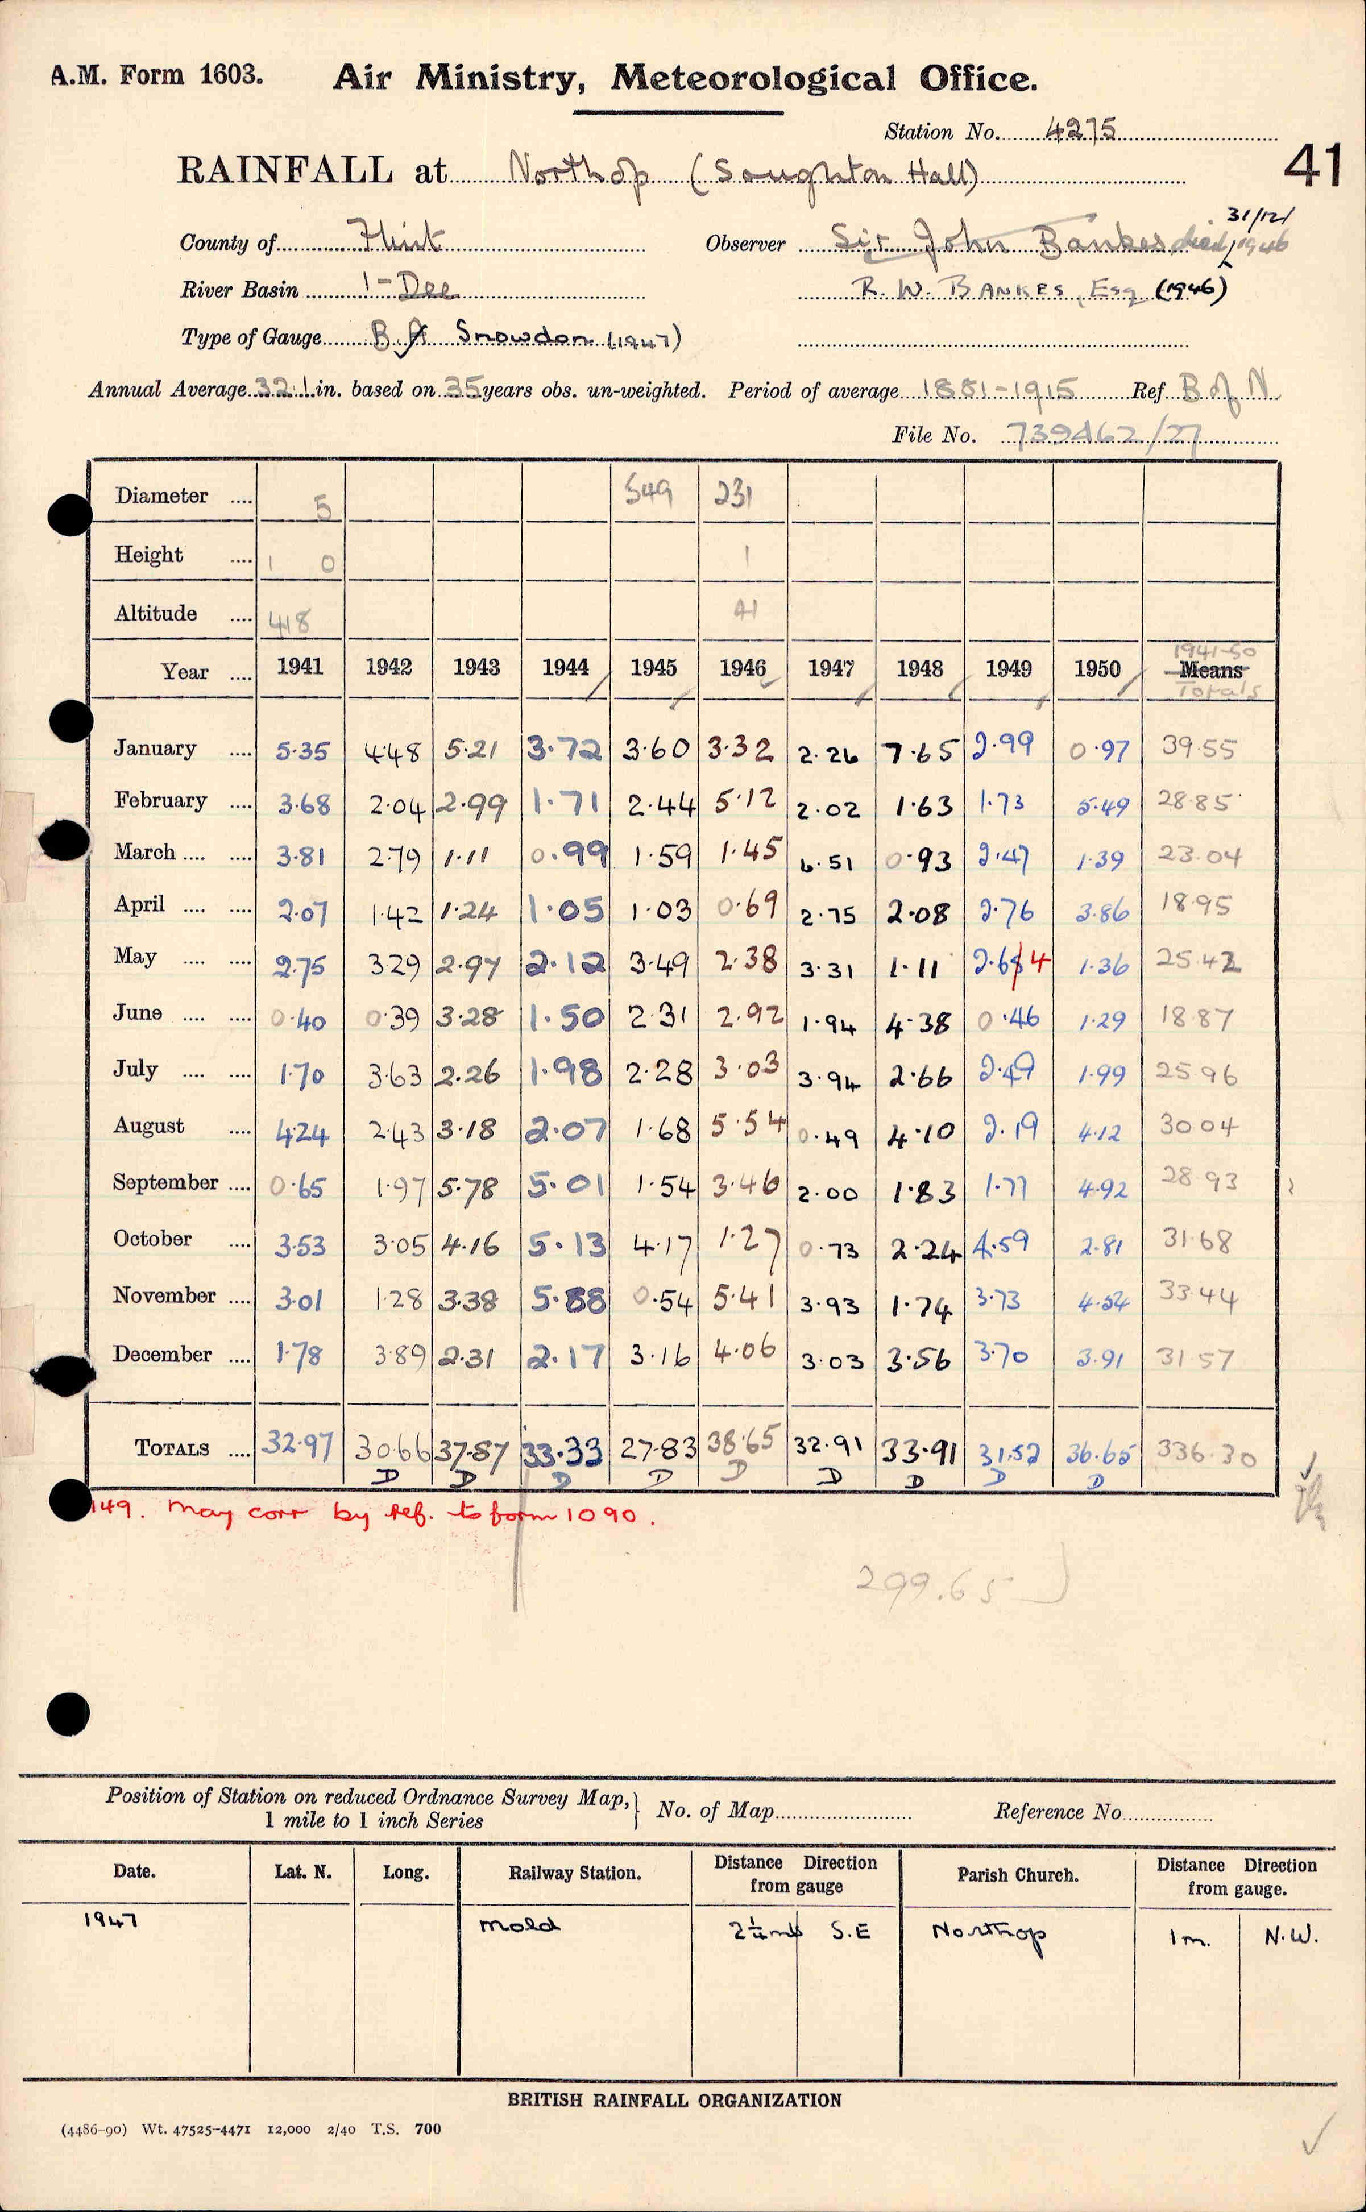 A.M. Form 1603. Air Ministry, Meteorological Office.
Station No. 4275
41
RAINFALL at Northop (Soughton Hall)
County of Flint Observer Sir John Bankes died 31/12/1946
River Basin 1-Dee R. W. BANKES, Esq (1946)
Type of Gauge B. Snowdon (1947)
Annual Average 32.1 in. based on 35 years obs. un-weighted. Period of average 1881-1915 Ref B of N.
File No. 739462/27
Diameter .... 5 549 231
Height .... 1 0 1
Altitude .... 418 41
Year .... 1941 1942 1943 1944 1945 1946 1947 1948 1949 1950 1941-50 Means Totals
January .... 5.35 4.48 5.21 3.72 3.60 3.32 2.26 7.65 2.99 0.97 39.55
February .... 3.68 2.04 2.99 1.71 2.44 5.12 2.02 1.63 1.73 5.49 28.85
March .... .... 3.81 2.79 1.11 0.99 1.59 1.45 6.51 0.93 2.47 1.39 23.04
April .... .... 2.07 1.42 1.24 1.05 1.03 0.69 2.75 2.08 2.76 3.86 18.95
May .... .... 2.75 3.29 2.97 2.12 3.49 2.38 3.31 1.11 2.64 1.36 25.42
June .... .... 0.40 0.39 3.28 1.50 2.31 2.92 1.94 4.38 0.46 1.29 18.87
July .... .... 1.70 3.63 2.26 1.98 2.28 3.03 3.94 2.66 2.49 1.99 25.96
August .... 4.24 2.43 3.18 2.07 1.68 5.54 0.49 4.10 2.19 4.12 30.04
September .... 0.65 1.97 5.78 5.01 1.54 3.46 2.00 1.83 1.77 4.92 28.93
October .... 3.53 3.05 4.16 5.13 4.17 1.27 0.73 2.24 4.59 2.81 31.68
November .... 3.01 1.28 3.38 5.88 0.54 5.41 3.93 1.74 3.73 4.54 33.44
December .... 1.78 3.89 2.31 2.17 3.16 4.06 3.03 3.56 3.70 3.91 31.57
TOTALS .... 32.97 30.66 37.87 33.33 27.83 38.65 32.91 33.91 31.52 36.65 336.30
D D D D D D D D D
149. May corr by ref. to form 1090.
299.65
Position of Station on reduced Ordnance Survey Map, No. of Map Reference No.
1 mile to 1 inch Series
Date. Lat. N. Long. Railway Station. Distance Direction from gauge Parish Church. Distance Direction from gauge.
1947 Mold 2¼ S.E Northop 1m. N.W.
BRITISH RAINFALL ORGANIZATION
(4486-90) Wt. 47525-4471 12,000 2/40 T.S. 700